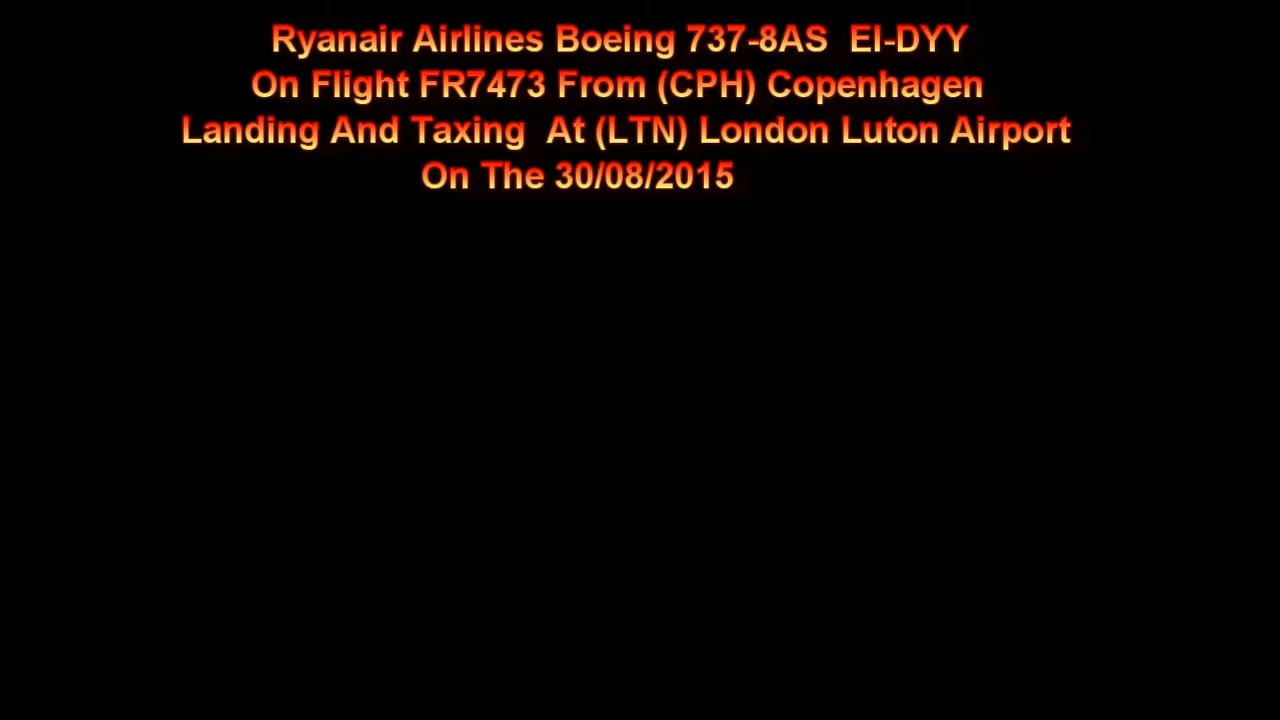 Ryanair Airlines Boeing 737-8AS  EI-DYY
On Flight FR7473 From (CPH) Copenhagen
Landing And Taxing  At (LTN) London Luton Airport
On The 30/08/2015